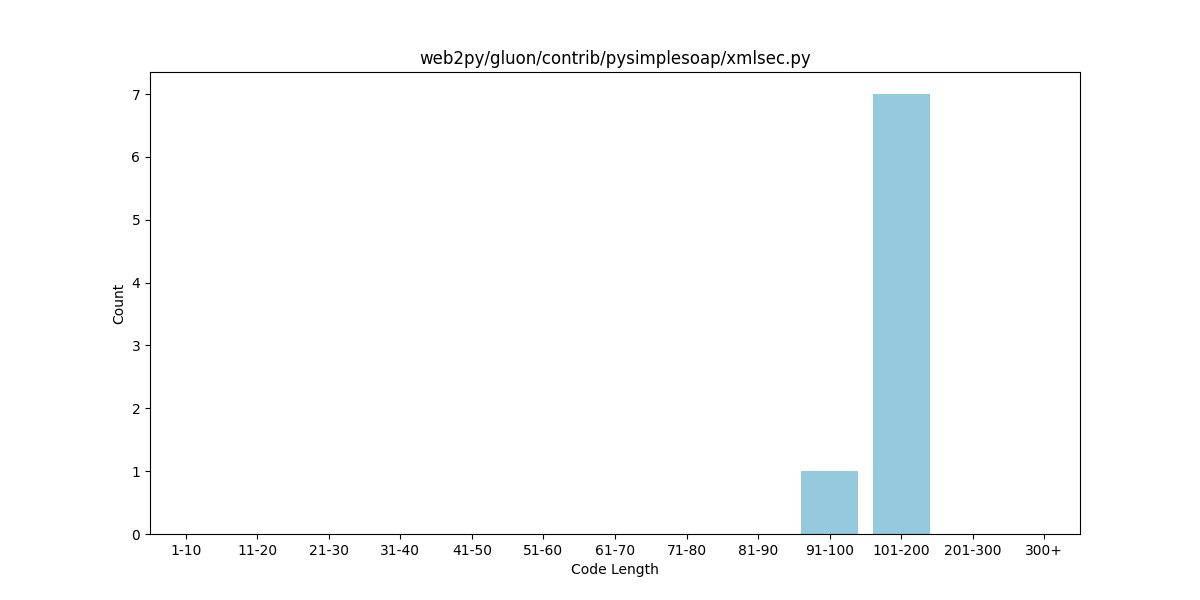 web2py/gluon/contrib/pysimplesoap/xmlsec.py
7
6
5
4
3
2
1
0
Count
1-10 11-20 21-30 31-40 41-50 51-60 61-70 71-80 81-90 91-100 101-200 201-300 300+
Code Length